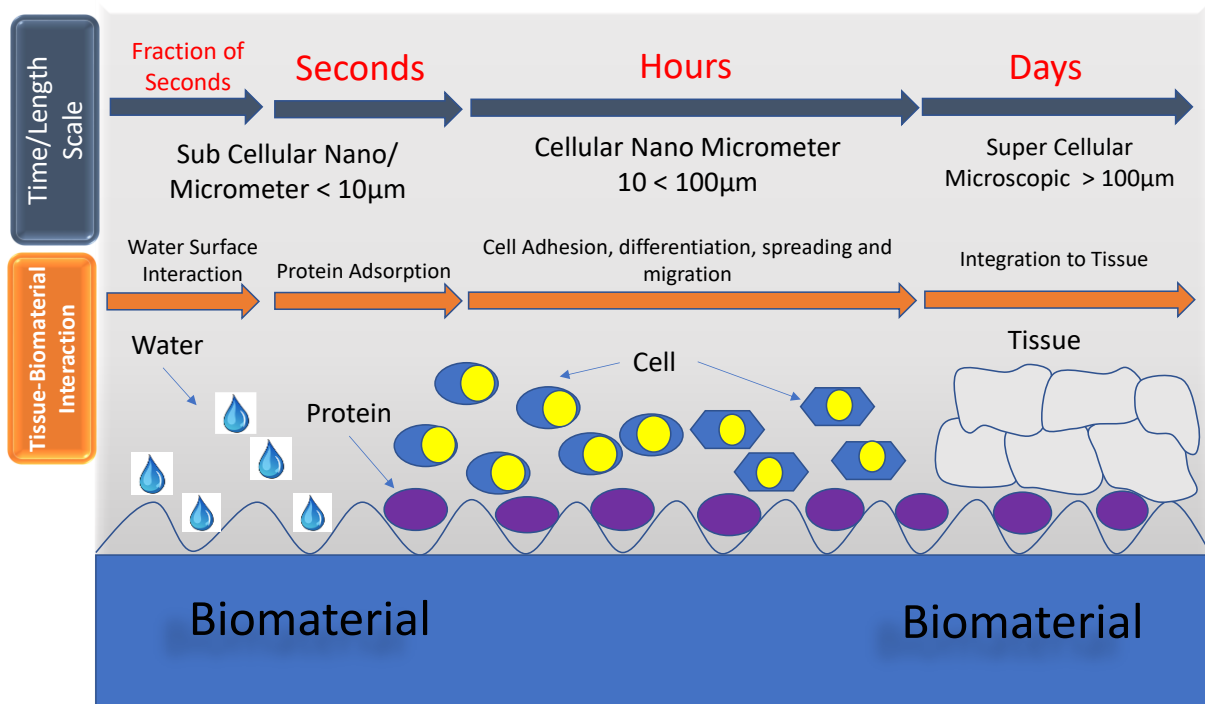 Time/Length
Scale
Fraction of
Seconds
Seconds
Hours
Days
Sub Cellular Nano/
Micrometer < 10µm
Cellular Nano Micrometer
10 < 100µm
Super Cellular
Microscopic > 100µm
Tissue-Biomaterial
Interaction
Water Surface
Interaction
Protein Adsorption
Cell Adhesion, differentiation, spreading and
migration
Integration to Tissue
Water
Protein
Cell
Tissue
Biomaterial
Biomaterial